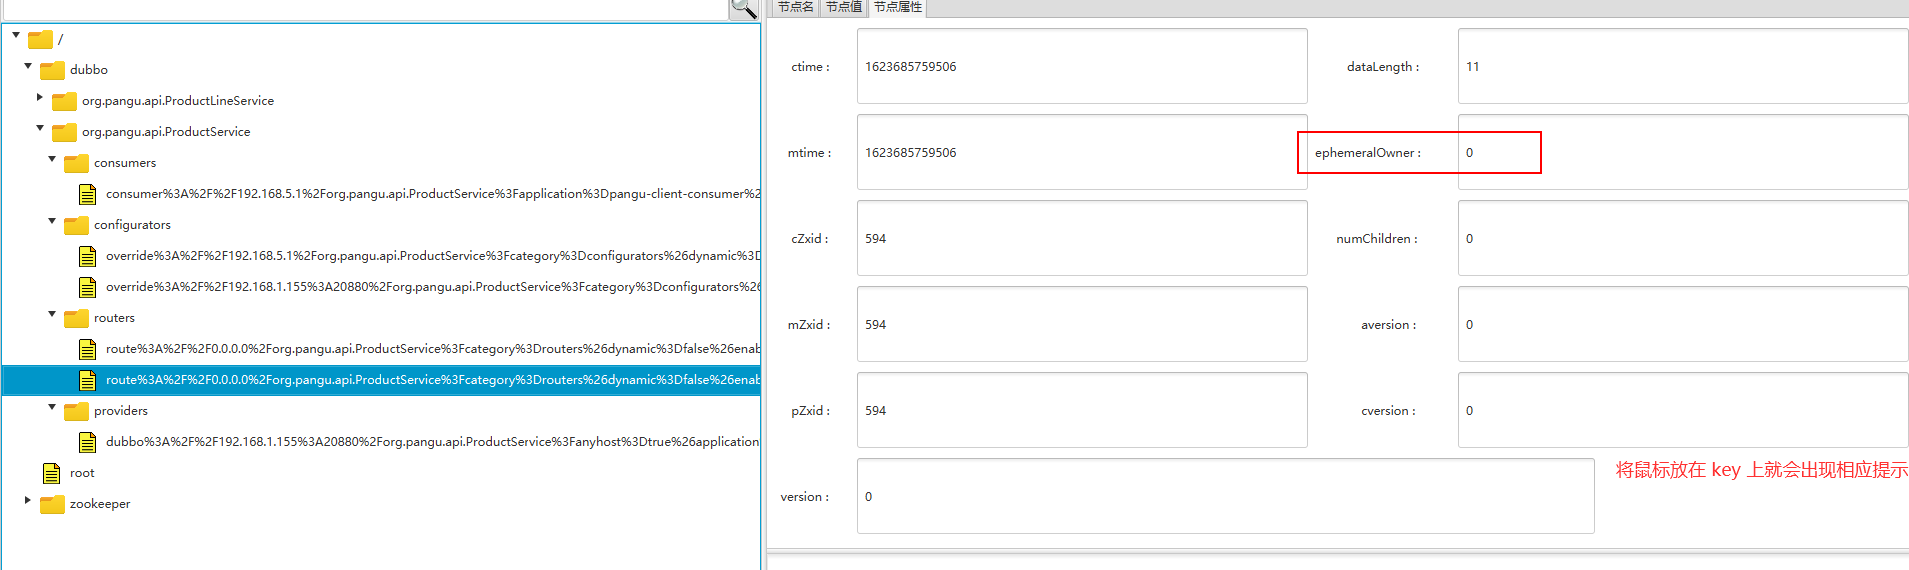 节点名 节点值 节点属性
/
dubbo
org.pangu.api.ProductLineService
org.pangu.api.ProductService
consumers
consumer%3A%2F%2F192.168.5.1%2Forg.pangu.api.ProductService%3Fapplication%3Dpangu-client-consumer%2
configurators
override%3A%2F%2F192.168.5.1%2Forg.pangu.api.ProductService%3Fcategory%3Dconfigurators%26dynamic%3D
override%3A%2F%2F192.168.1.155%3A20880%2Forg.pangu.api.ProductService%3Fcategory%3Dconfigurators%26
routers
route%3A%2F%2F0.0.0.0%2Forg.pangu.api.ProductService%3Fcategory%3Drouters%26dynamic%3Dfalse%26enab
route%3A%2F%2F0.0.0.0%2Forg.pangu.api.ProductService%3Fcategory%3Drouters%26dynamic%3Dfalse%26enab
providers
dubbo%3A%2F%2F192.168.1.155%3A20880%2Forg.pangu.api.ProductService%3Fanyhost%3Dtrue%26application
root
zookeeper
ctime : 1623685759506 dataLength : 11
mtime : 1623685759506 ephemeralOwner : 0
cZxid : 594 numChildren : 0
mZxid : 594 aversion : 0
pZxid : 594 cversion : 0
version : 0
将鼠标放在 key 上就会出现相应提示